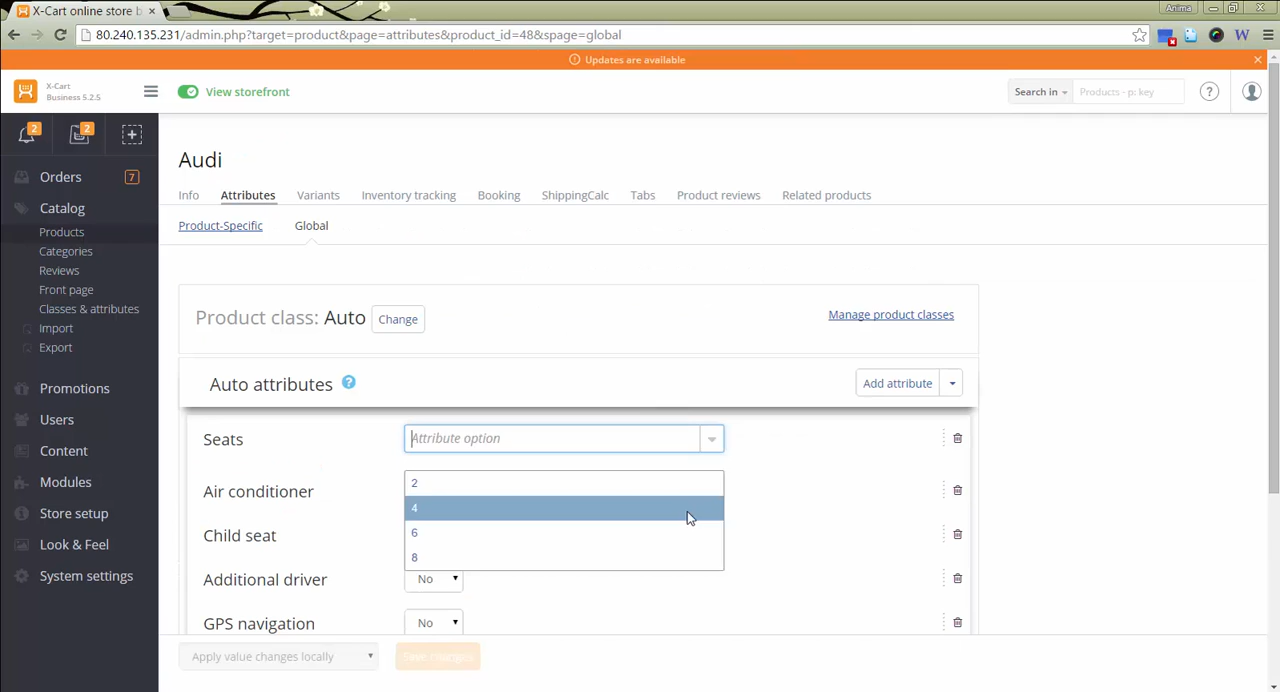 X-Cart online store b
Anima
80.240.135.231/admin.php?target=product&page=attributes&product_id=48&spage=global
W
Updates are available
X-Cart
Business 5.2.5
View storefront
Search in
Products - p: key
?
2
2
Audi
Orders
7
Info
Attributes
Variants
Inventory tracking
Booking
ShippingCalc
Tabs
Product reviews
Related products
Catalog
Product-Specific
Global
Products
Categories
Reviews
Front page
Classes & attributes
Import
Export
Product class: Auto
Change
Manage product classes
Promotions
Auto attributes
?
Add attribute
Users
Seats
Attribute option
Content
2
Modules
Air conditioner
4
Store setup
6
Child seat
Look & Feel
8
System settings
Additional driver
No
GPS navigation
No
Apply value changes locally
Save changes